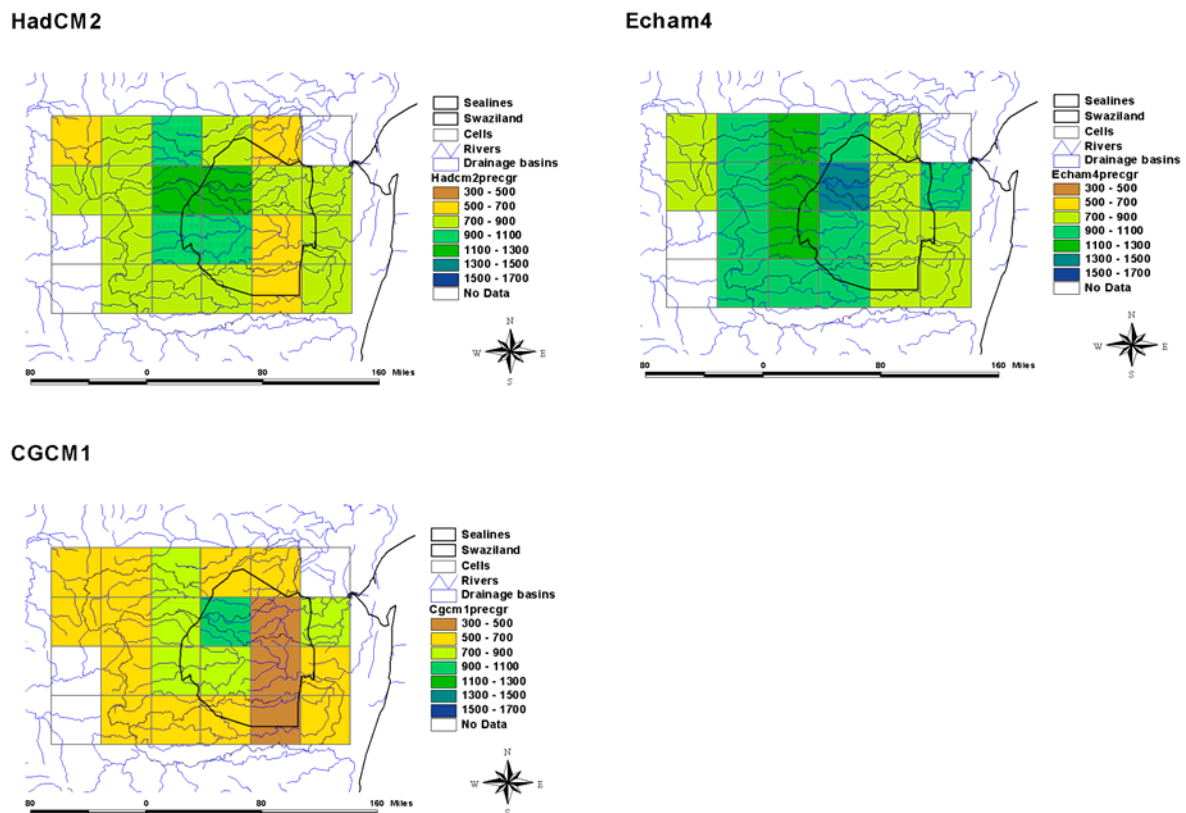 HadCM2
Sealines
Swaziland
Cells
Rivers
Drainage basins
Hadcm2precgr
300 - 500
500 - 700
700 - 900
900 - 1100
1100 - 1300
1300 - 1500
1500 - 1700
No Data
N
W E
S
80 0 80 160 Miles
Echam4
Sealines
Swaziland
Cells
Rivers
Drainage basins
Echam4precgr
300 - 500
500 - 700
700 - 900
900 - 1100
1100 - 1300
1300 - 1500
1500 - 1700
No Data
N
W E
S
80 0 80 160 Miles
CGCM1
Sealines
Swaziland
Cells
Rivers
Drainage basins
Cgcm1precgr
300 - 500
500 - 700
700 - 900
900 - 1100
1100 - 1300
1300 - 1500
1500 - 1700
No Data
N
W E
S
80 0 80 160 Miles